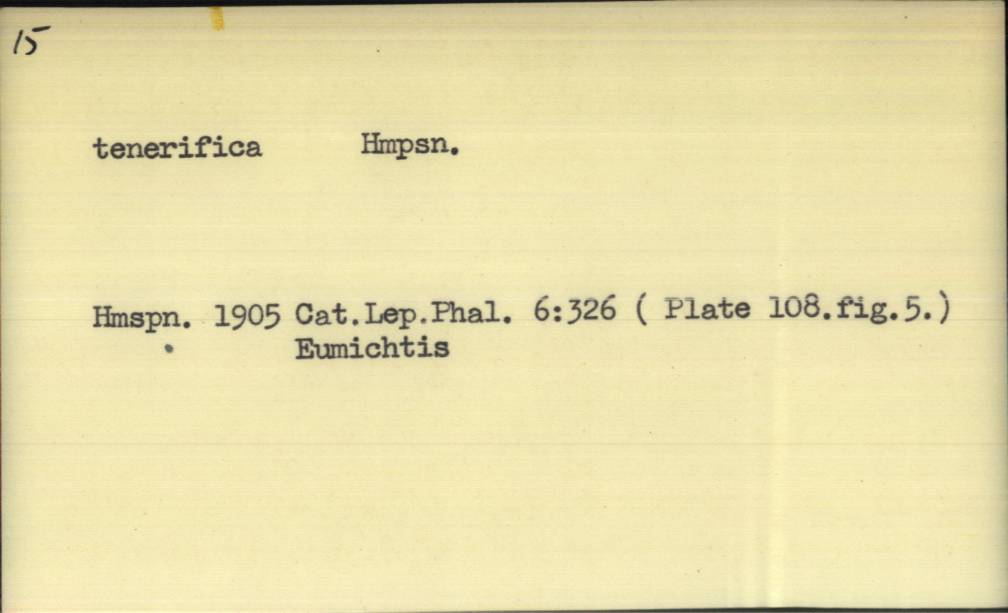 15
tenerifica Hmpsn.
Hmspn. 1905 Cat.Lep.Phal. 6:326 ( Plate 108.fig.5.)
Eumichtis